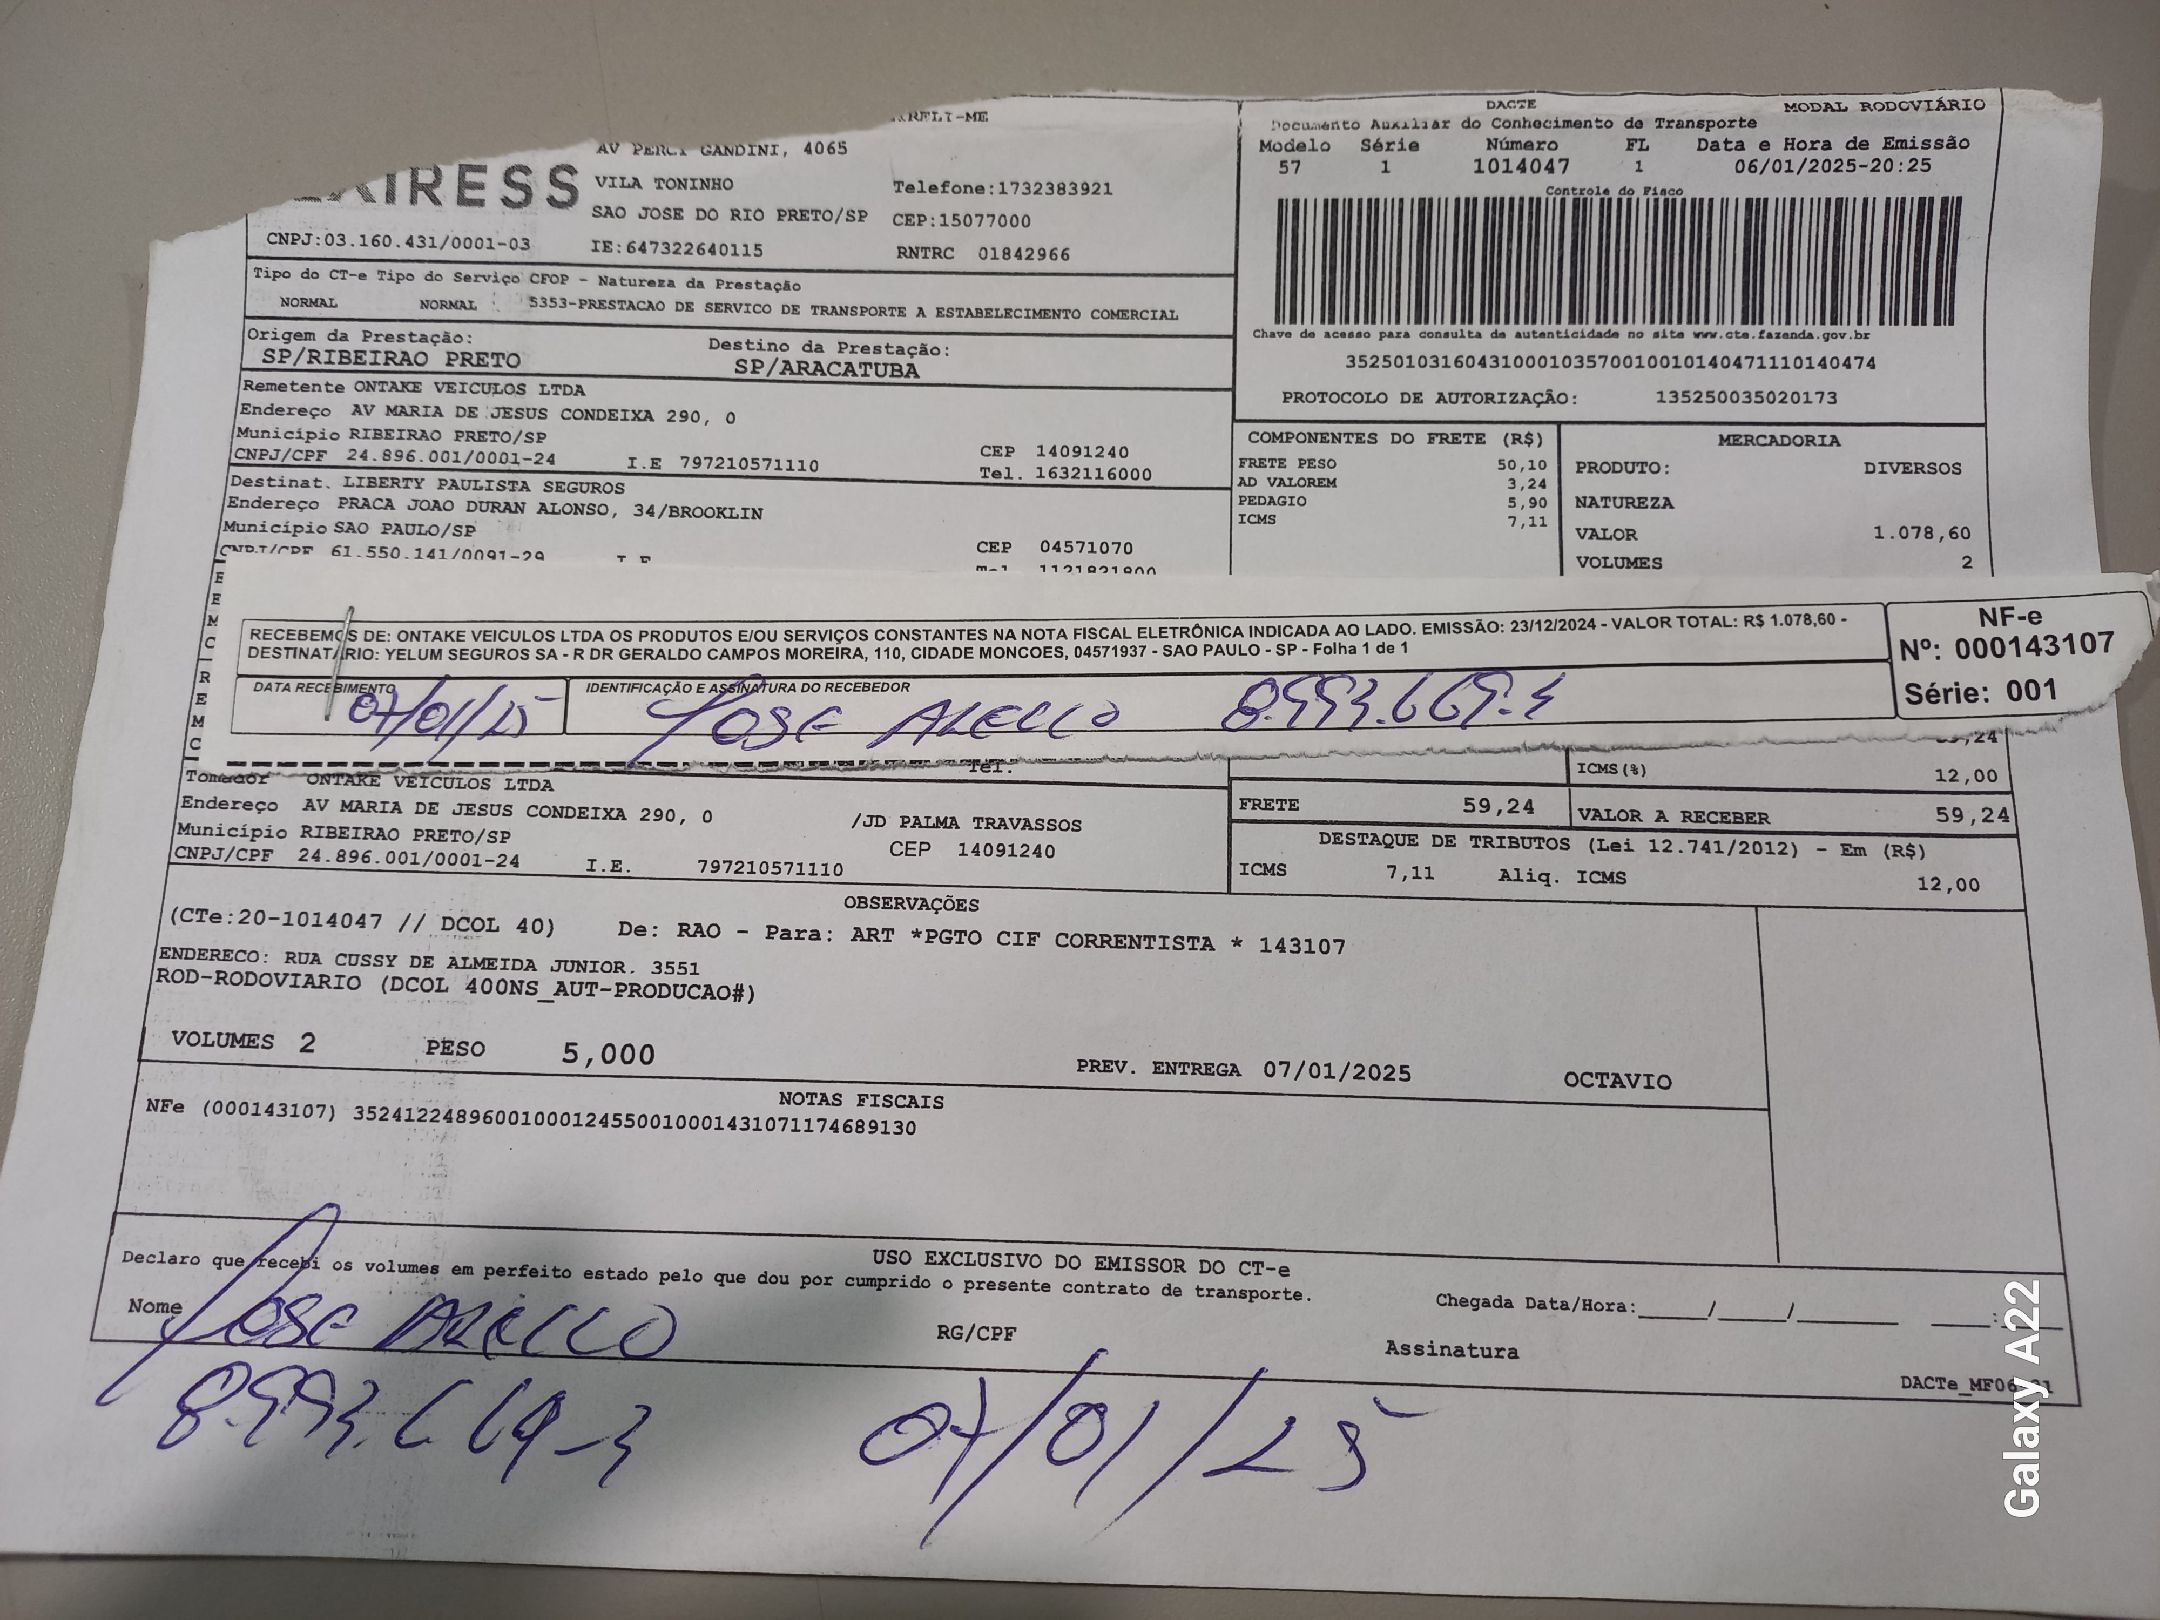 AV PERCY GANDINI, 4065
VILA TONINHO
SAO JOSE DO RIO PRETO/SP
Telefone:1732383921
CEP:15077000
CNPJ:03.160.431/0001-03
IE:647322640115
RNTRC 01842966
DACTE
MODAL RODOVIÁRIO
Documento Auxiliar do Conhecimento de Transporte
Modelo Série Número FL Data e Hora de Emissão
57 1 1014047 1 06/01/2025-20:25
Controle do Fisco
Chave de acesso para consulta de autenticidade no site www.cte.fazenda.gov.br
35250103160431000103570010010140471110140474
PROTOCOLO DE AUTORIZAÇÃO: 135250035020173
Tipo do CT-e Tipo do Serviço CFOP - Natureza da Prestação
NORMAL NORMAL 5353-PRESTACAO DE SERVICO DE TRANSPORTE A ESTABELECIMENTO COMERCIAL
Origem da Prestação:
SP/RIBEIRAO PRETO
Destino da Prestação:
SP/ARACATUBA
Remetente ONTAKE VEICULOS LTDA
Endereço AV MARIA DE JESUS CONDEIXA 290, 0
Município RIBEIRAO PRETO/SP
CEP 14091240
CNPJ/CPF 24.896.001/0001-24 I.E 797210571110
Tel. 1632116000
Destinat. LIBERTY PAULISTA SEGUROS
Endereço PRACA JOAO DURAN ALONSO, 34/BROOKLIN
Município SAO PAULO/SP
CEP 04571070
CNPJ/CPF 61.550.141/0091-29
COMPONENTES DO FRETE (R$)
FRETE PESO 50,10
AD VALOREM 3,24
PEDAGIO 5,90
ICMS 7,11
MERCADORIA
PRODUTO: DIVERSOS
NATUREZA
VALOR 1.078,60
VOLUMES 2
RECEBEMOS DE: ONTAKE VEICULOS LTDA OS PRODUTOS E/OU SERVIÇOS CONSTANTES NA NOTA FISCAL ELETRÔNICA INDICADA AO LADO. EMISSÃO: 23/12/2024 - VALOR TOTAL: R$ 1.078,60 -
DESTINATÁRIO: YELUM SEGUROS SA - R DR GERALDO CAMPOS MOREIRA, 110, CIDADE MONCOES, 04571937 - SAO PAULO - SP - Folha 1 de 1
NF-e
Nº: 000143107
Série: 001
DATA RECEBIMENTO
07/01/25
IDENTIFICAÇÃO E ASSINATURA DO RECEBEDOR
JOSE
Tel.
Tomador ONTAKE VEICULOS LTDA
Endereço AV MARIA DE JESUS CONDEIXA 290, 0 /JD PALMA TRAVASSOS
Município RIBEIRAO PRETO/SP
CEP 14091240
CNPJ/CPF 24.896.001/0001-24 I.E. 797210571110
ICMS(%) 12,00
FRETE 59,24
VALOR A RECEBER 59,24
DESTAQUE DE TRIBUTOS (Lei 12.741/2012) - Em (R$)
ICMS 7,11 Aliq. ICMS 12,00
OBSERVAÇÕES
(CTe:20-1014047 // DCOL 40) De: RAO - Para: ART *PGTO CIF CORRENTISTA * 143107
ENDERECO: RUA CUSSY DE ALMEIDA JUNIOR. 3551
ROD-RODOVIARIO (DCOL 400NS_AUT-PRODUCAO#)
VOLUMES 2 PESO 5,000
PREV. ENTREGA 07/01/2025 OCTAVIO
NOTAS FISCAIS
NFe (000143107) 35241224896001000124550010001431071174689130
USO EXCLUSIVO DO EMISSOR DO CT-e
Declaro que recebi os volumes em perfeito estado pelo que dou por cumprido o presente contrato de transporte.
Nome JOSE
RG/CPF
Chegada Data/Hora:____/____/______ ____:____
Assinatura
07/01/25
Galaxy A22